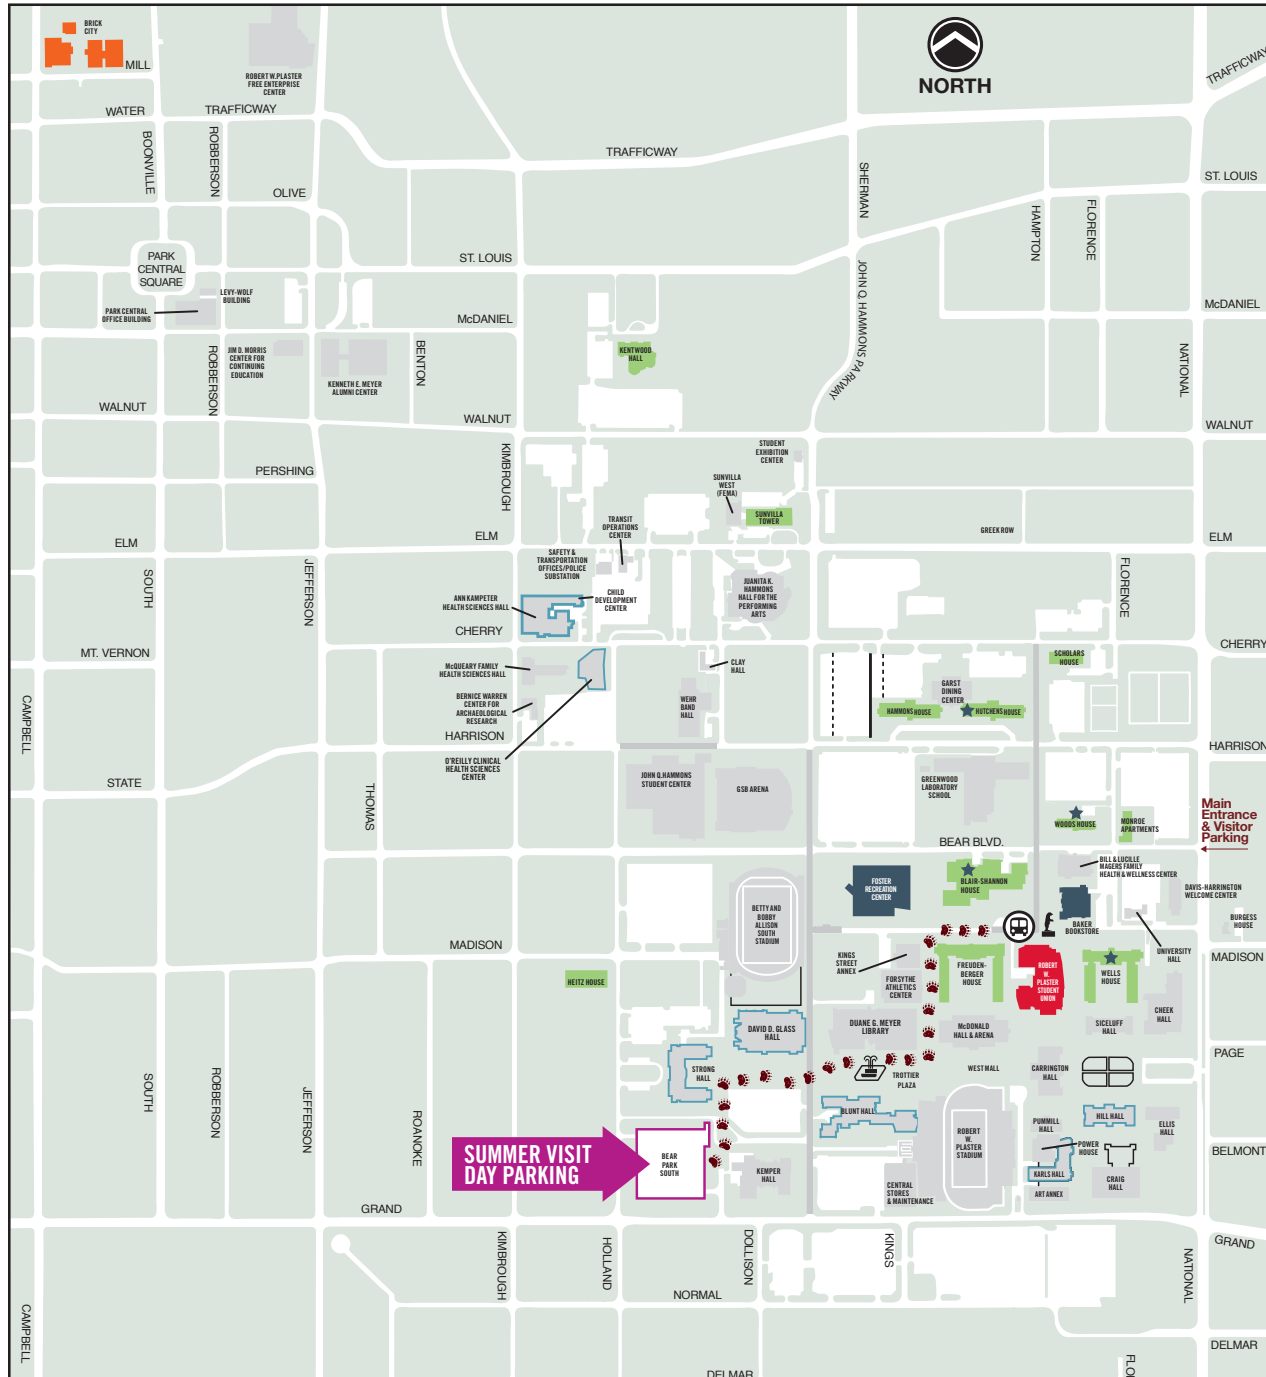 BRICK
CITY
MILL
ROBERT W. PLASTER
FREE ENTERPRISE
CENTER
NORTH
TRAFFICWAY
WATER
TRAFFICWAY
BOONVILLE
ROBBERSON
TRAFFICWAY
SHERMAN
ST. LOUIS
OLIVE
HAMPTON
FLORENCE
PARK
CENTRAL
SQUARE
ST. LOUIS
JOHN Q. HAMMONS PARKWAY
LEVY-WOLF
BUILDING
PARK CENTRAL
OFFICE BUILDING
McDANIEL
McDANIEL
ROBBERSON
JIM D. MORRIS
CENTER FOR
CONTINUING
EDUCATION
KENNETH E. MEYER
ALUMNI CENTER
BENTON
KENTWOOD
HALL
NATIONAL
WALNUT
WALNUT
WALNUT
KIMBROUGH
PERSHING
STUDENT
EXHIBITION
CENTER
SUNVILLA
WEST
(FEMA)
SUNVILLA
TOWER
TRANSIT
OPERATIONS
CENTER
GREEK ROW
ELM
ELM
ELM
SOUTH
JEFFERSON
SAFETY &
TRANSPORTATION
OFFICES/POLICE
SUBSTATION
FLORENCE
JUANITA K.
HAMMONS
HALL FOR THE
PERFORMING
ARTS
ANN KAMPETER
HEALTH SCIENCES HALL
CHILD
DEVELOPMENT
CENTER
CHERRY
CHERRY
MT. VERNON
McQUEARY FAMILY
HEALTH SCIENCES HALL
CLAY
HALL
SCHOLARS
HOUSE
GARST
DINING
CENTER
BERNICE WARREN
CENTER FOR
ARCHAEOLOGICAL
RESEARCH
WEHR
BAND
HALL
HAMMONS HOUSE
HUTCHENS HOUSE
CAMPBELL
HARRISON
HARRISON
O'REILLY CLINICAL
HEALTH SCIENCES
CENTER
STATE
THOMAS
JOHN Q. HAMMONS
STUDENT CENTER
GSB ARENA
GREENWOOD
LABORATORY
SCHOOL
Main
Entrance
& Visitor
Parking
WOODS HOUSE
MONROE
APARTMENTS
BEAR BLVD.
BILL & LUCILLE
MAGERS FAMILY
HEALTH & WELLNESS CENTER
FOSTER
RECREATION
CENTER
BLAIR-SHANNON
HOUSE
DAVIS-HARRINGTON
WELCOME CENTER
BETTY AND
BOBBY
ALLISON
SOUTH
STADIUM
BAKER
BOOKSTORE
BURGESS
HOUSE
MADISON
UNIVERSITY
HALL
MADISON
KINGS
STREET
ANNEX
FORSYTHE
ATHLETICS
CENTER
FREUDEN-
BERGER
HOUSE
ROBERT
W.
PLASTER
STUDENT
UNION
WELLS
HOUSE
HEITZ HOUSE
DAVID D. GLASS
HALL
DUANE G. MEYER
LIBRARY
McDONALD
HALL & ARENA
SICELUFF
HALL
CHEEK
HALL
PAGE
STRONG
HALL
TROTTIER
PLAZA
WEST MALL
CARRINGTON
HALL
SOUTH
ROBBERSON
JEFFERSON
ROANOKE
BLUNT HALL
HILL HALL
PUMMILL
HALL
ELLIS
HALL
ROBERT
W.
PLASTER
STADIUM
POWER
HOUSE
BELMONT
SUMMER VISIT
DAY PARKING
BEAR
PARK
SOUTH
KEMPER
HALL
KARLS HALL
CRAIG
HALL
CENTRAL
STORES
& MAINTENANCE
ART ANNEX
GRAND
GRAND
KIMBROUGH
HOLLAND
DOLLISON
KINGS
NATIONAL
NORMAL
CAMPBELL
DELMAR
DELMAR
FLO